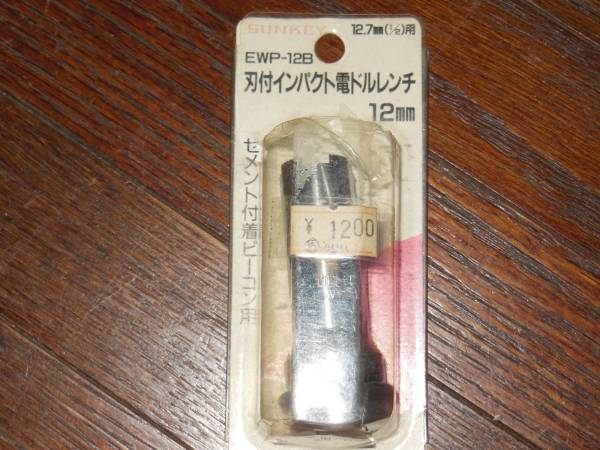 SUNKEY
12.7mm(1/2)用
EWP-12B
刃付インパクト電ドルレンチ
12mm
セメント付着ピーコン用
¥ 1200